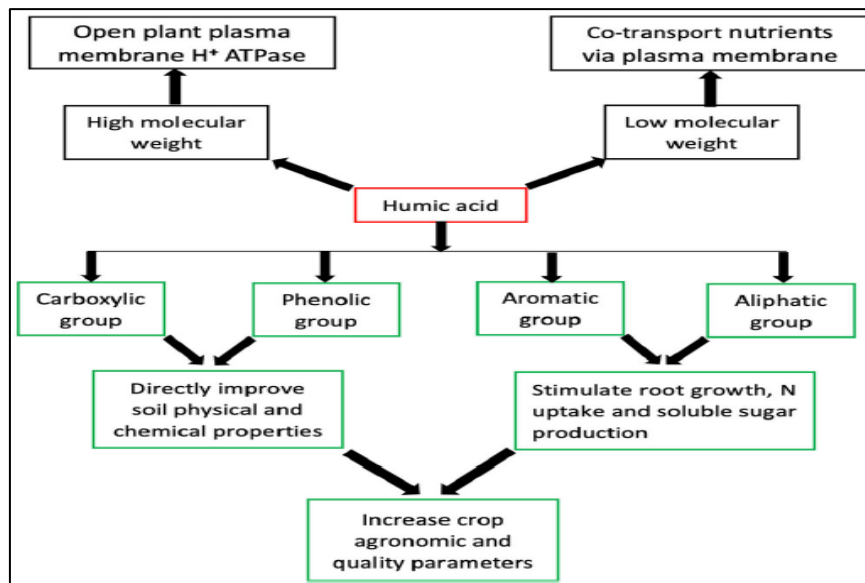 Open plant plasma
membrane H⁺ ATPase
Co-transport nutrients
via plasma membrane
High molecular
weight
Low molecular
weight
Humic acid
Carboxylic
group
Phenolic
group
Aromatic
group
Aliphatic
group
Directly improve
soil physical and
chemical properties
Stimulate root growth, N
uptake and soluble sugar
production
Increase crop
agronomic and
quality parameters